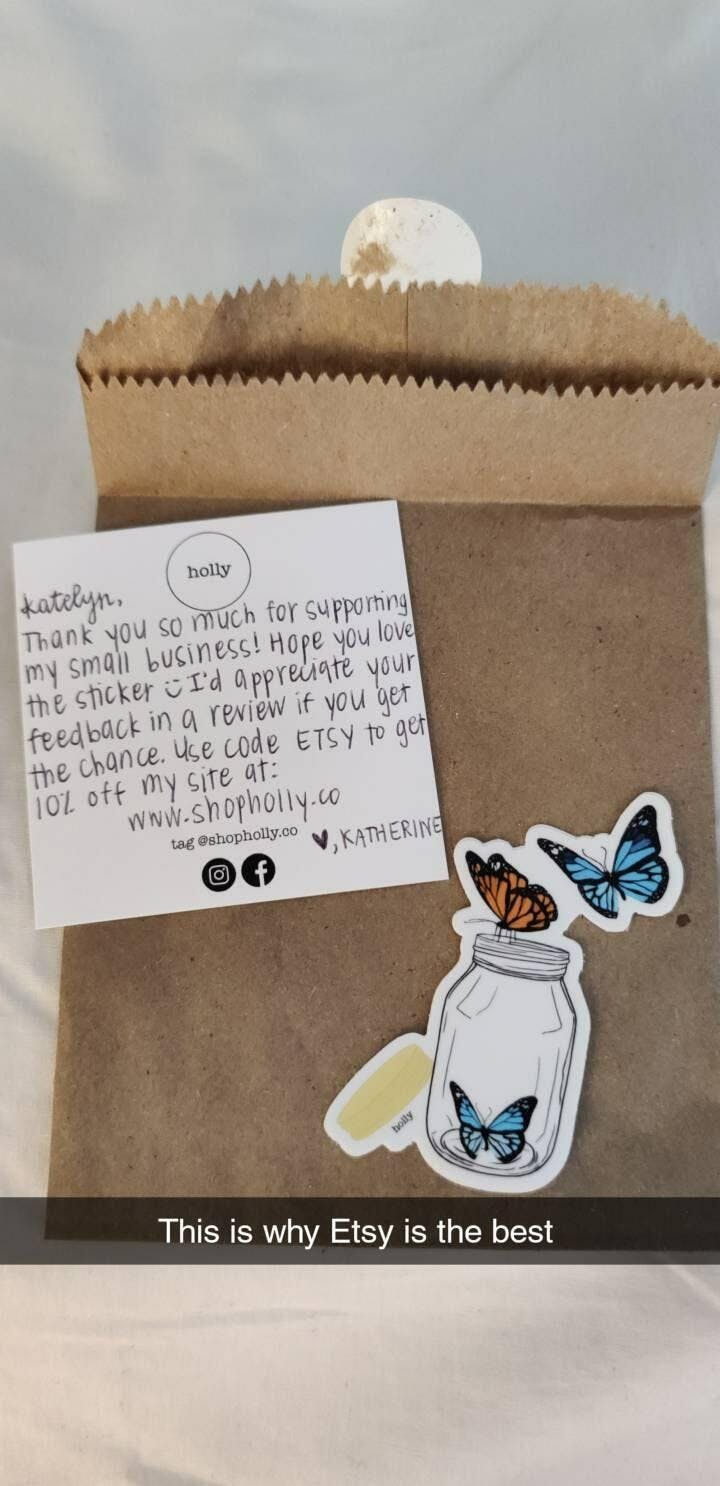 holly
katelyn,
Thank you so much for supporting
my small business! Hope you love
the sticker I'd appreciate your
feedback in a review if you get
the chance. Use code ETSY to get
10% off my site at:
www.shopholly.co
tag @shopholly.co
♥, KATHERINE
holly
This is why Etsy is the best